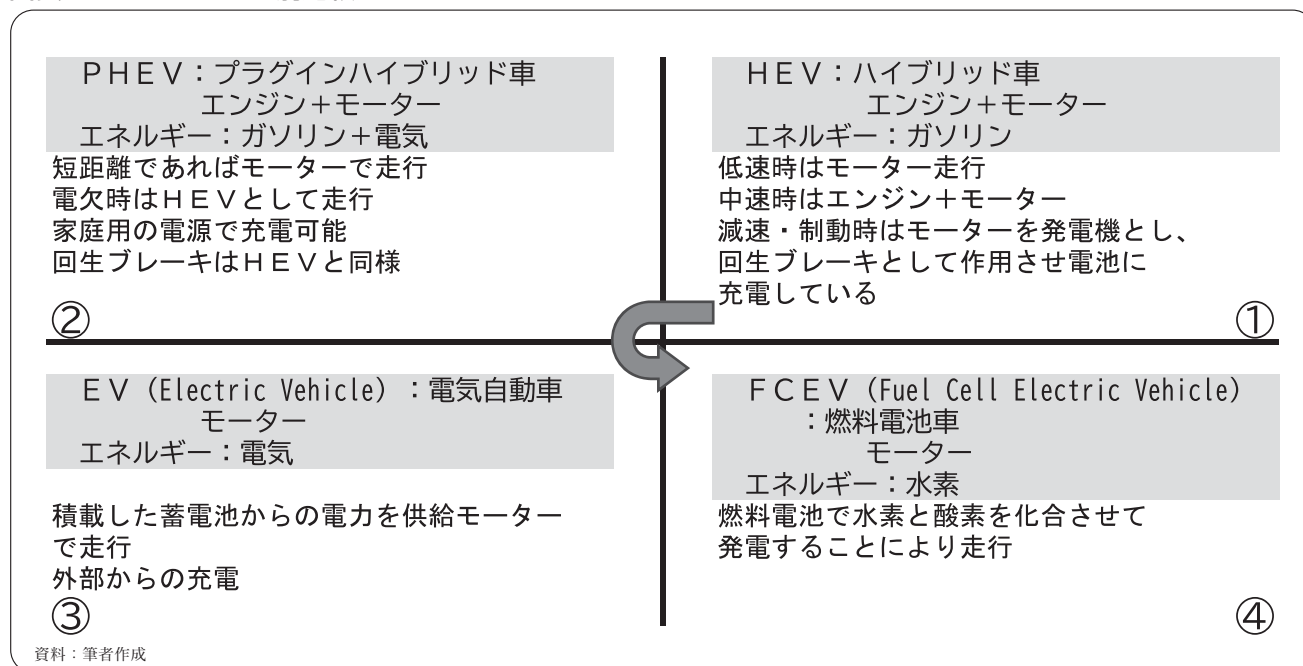 PHEV：プラグインハイブリッド車
エンジン＋モーター
エネルギー：ガソリン＋電気
短距離であればモーターで走行
電欠時はHEVとして走行
家庭用の電源で充電可能
回生ブレーキはHEVと同様
②
HEV：ハイブリッド車
エンジン＋モーター
エネルギー：ガソリン
低速時はモーター走行
中速時はエンジン＋モーター
減速・制動時はモーターを発電機とし、
回生ブレーキとして作用させ電池に
充電している
①
EV（Electric Vehicle）：電気自動車
モーター
エネルギー：電気
積載した蓄電池からの電力を供給モーター
で走行
外部からの充電
③
FCEV（Fuel Cell Electric Vehicle）
：燃料電池車
モーター
エネルギー：水素
燃料電池で水素と酸素を化合させて
発電することにより走行
④
資料：筆者作成